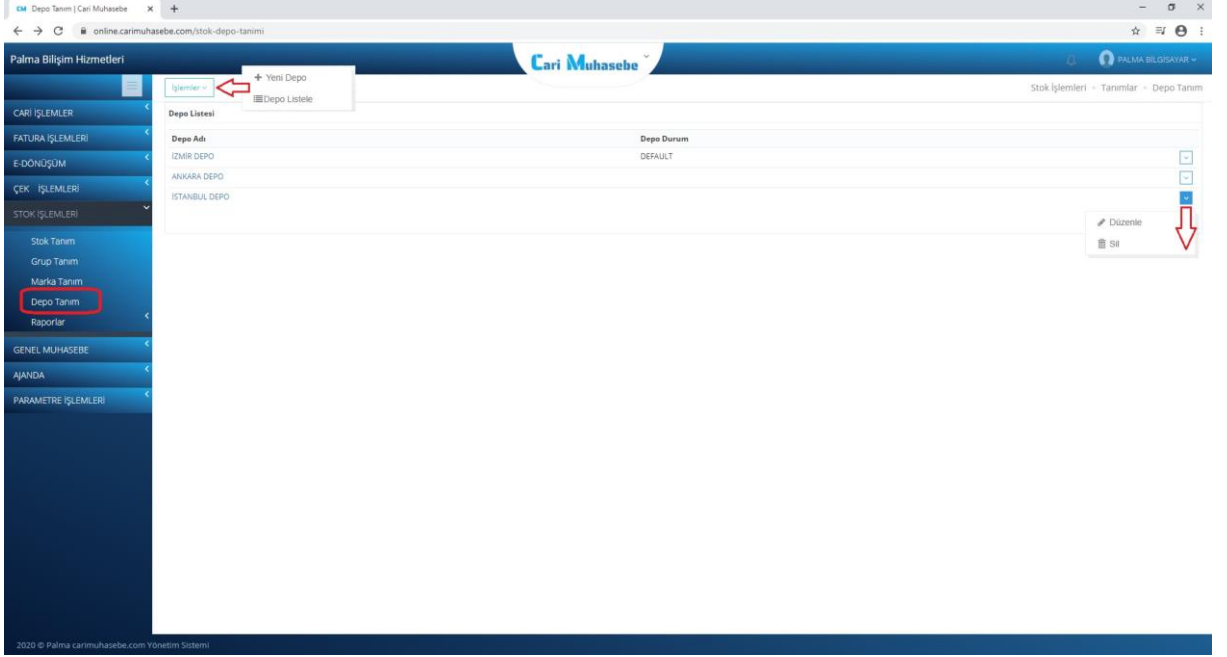 Depo Tanım | Cari Muhasebe
online.carimuhasebe.com/stok-depo-tanimi
Palma Bilişim Hizmetleri
Cari Muhasebe
PALMA BİLGİSAYAR
İşlemler
Yeni Depo
Depo Listele
Stok İşlemleri - Tanımlar - Depo Tanım
CARİ İŞLEMLER
FATURA İŞLEMLERİ
E-DÖNÜŞÜM
ÇEK İŞLEMLERİ
STOK İŞLEMLERİ
Stok Tanım
Grup Tanım
Marka Tanım
Depo Tanım
Raporlar
GENEL MUHASEBE
AJANDA
PARAMETRE İŞLEMLERİ
Depo Listesi
Depo Adı Depo Durum
İZMİR DEPO DEFAULT
ANKARA DEPO
İSTANBUL DEPO
Düzenle
Sil
2020 © Palma carimuhasebe.com Yönetim Sistemi